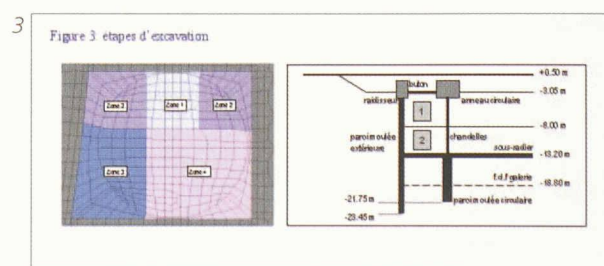 3
Figure 3 étapes d'excavation
Zone 2
Zone 1
Zone 2
Zone 3
Zone 4
+0.50 m
buton
-3.05 m
raidisseur
anneau circulaire
1
-8.00 m
paroi moulée
extérieure
2
chandelles
sous-radier
-13.20 m
f.d.f galerie
-18.80 m
-21.75 m
paroi moulée circulaire
-23.45 m